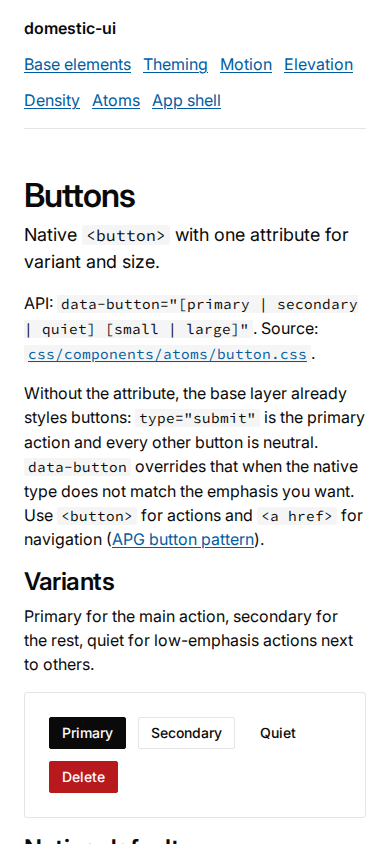 domestic-ui
Base elements Theming Motion Elevation
Density Atoms App shell
Buttons
Native <button> with one attribute for
variant and size.
API: data-button="[primary | secondary
| quiet] [small | large]". Source:
css/components/atoms/button.css.
Without the attribute, the base layer already
styles buttons: type="submit" is the primary
action and every other button is neutral.
data-button overrides that when the native
type does not match the emphasis you want.
Use <button> for actions and <a href> for
navigation (APG button pattern).
Variants
Primary for the main action, secondary for
the rest, quiet for low-emphasis actions next
to others.
Primary Secondary Quiet
Delete